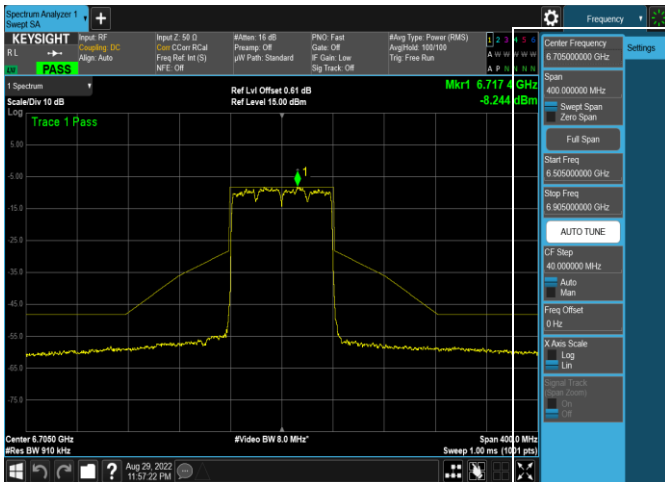 Spectrum Analyzer 1
Swept SA
Frequency
KEYSIGHT
Input: RF
Coupling: DC
Align: Auto
Input Z: 50 Ω
Corr CCorr RCal
Freq Ref: Int (S)
NFE: Off
#Atten: 16 dB
Preamp: Off
µW Path: Standard
PNO: Fast
Gate: Off
IF Gain: Low
Sig Track: Off
#Avg Type: Power (RMS)
Avg|Hold: 100/100
Trig: Free Run
1 2 3 4 5 6
A W W W W W
A P N N N N
R L
LV
PASS
1 Spectrum
Scale/Div 10 dB
Ref Lvl Offset 0.61 dB
Ref Level 15.00 dBm
Mkr1 6.717 4 GHz
-8.244 dBm
Log
Trace 1 Pass
5.00
-5.00
-15.0
-25.0
-35.0
-45.0
-55.0
-65.0
-75.0
1
Center 6.7050 GHz
#Res BW 910 kHz
#Video BW 8.0 MHz*
Span 400.0 MHz
Sweep 1.00 ms (1001 pts)
Aug 29, 2022
11:57:22 PM
Center Frequency
6.705000000 GHz
Settings
Span
400.000000 MHz
Swept Span
Zero Span
Full Span
Start Freq
6.505000000 GHz
Stop Freq
6.905000000 GHz
AUTO TUNE
CF Step
40.000000 MHz
Auto
Man
Freq Offset
0 Hz
X Axis Scale
Log
Lin
Signal Track
(Span Zoom)
On
Off